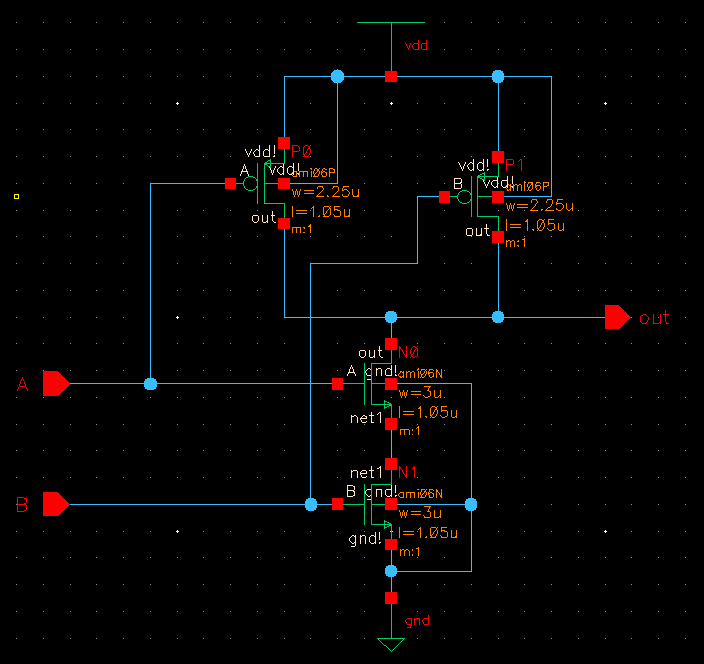 vdd
vdd!
P0
A
vdd!
ami06P
w=2.25u
l=1.05u
out
m:1
vdd!
P1
B
vdd!
ami06P
w=2.25u
l=1.05u
out
m:1
out
out
N0
A
gnd!
ami06N
w=3u
l=1.05u
net1
m:1
A
net1
N1
B
gnd!
ami06N
w=3u
l=1.05u
gnd!
m:1
B
gnd